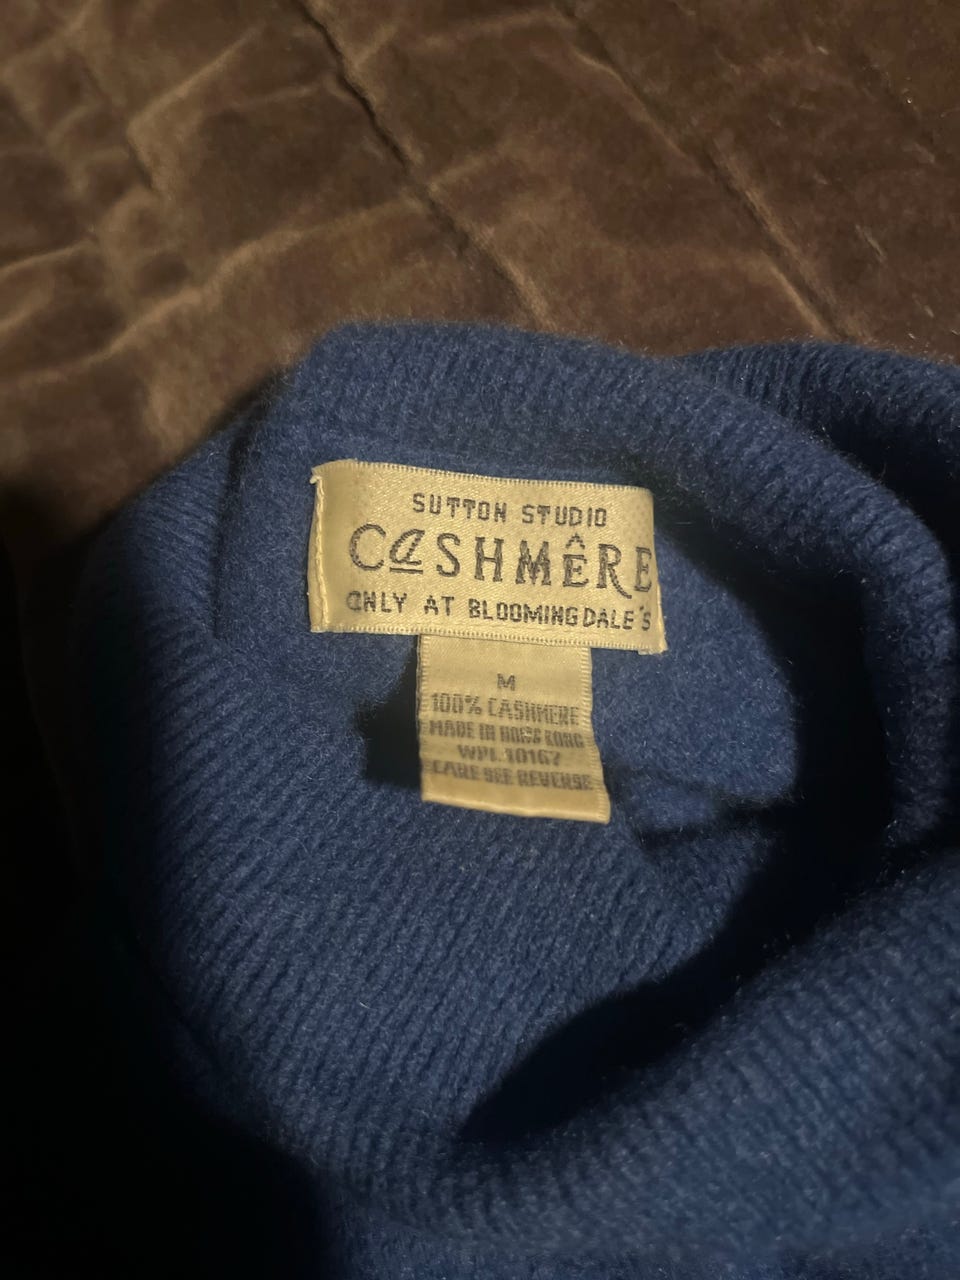 SUTTON STUDIO
CaSHMÊRE
ONLY AT BLOOMINGDALE'S
M
100% CASHMERE
MADE IN HONG KONG
WPL 10167
CARE SEE REVERSE